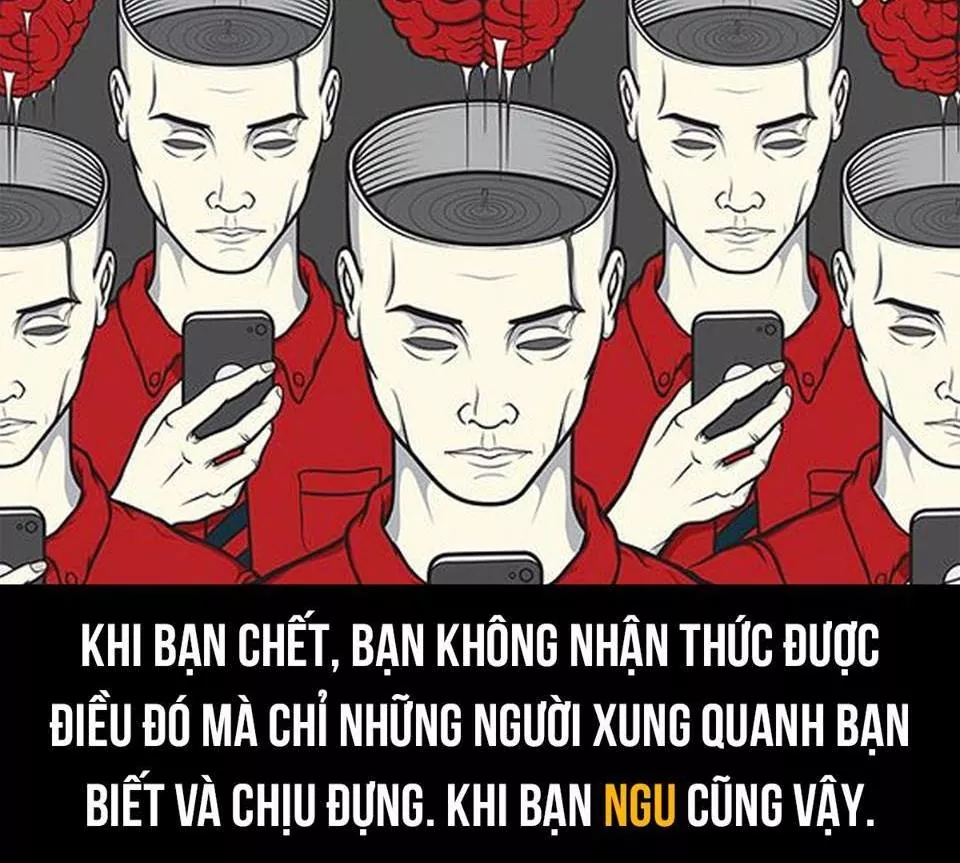 KHI BẠN CHẾT, BẠN KHÔNG NHẬN THỨC ĐƯỢC
ĐIỀU ĐÓ MÀ CHỈ NHỮNG NGƯỜI XUNG QUANH BẠN
BIẾT VÀ CHỊU ĐỰNG. KHI BẠN NGU CŨNG VẬY.